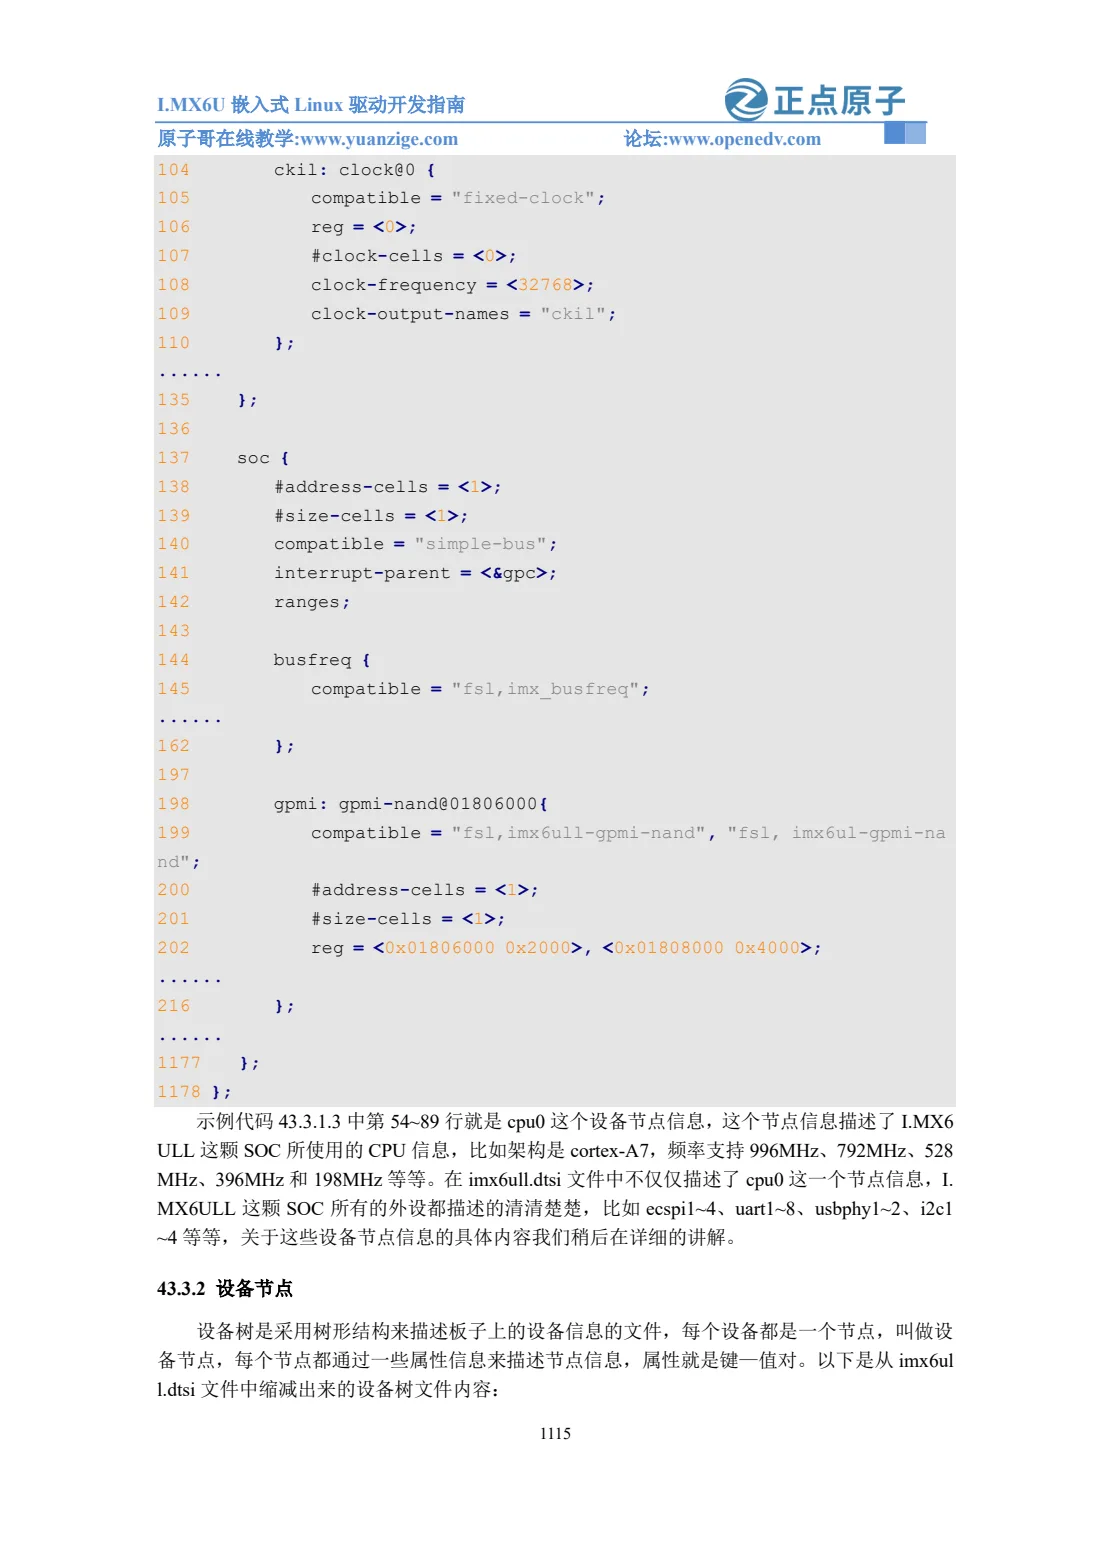 I.MX6U 嵌入式 Linux 驱动开发指南
正点原子
原子哥在线教学:www.yuanzige.com 论坛:www.openedv.com
104 ckil: clock@0 {
105 compatible = "fixed-clock";
106 reg = <0>;
107 #clock-cells = <0>;
108 clock-frequency = <32768>;
109 clock-output-names = "ckil";
110 };
......
135 };
136
137 soc {
138 #address-cells = <1>;
139 #size-cells = <1>;
140 compatible = "simple-bus";
141 interrupt-parent = <&gpc>;
142 ranges;
143
144 busfreq {
145 compatible = "fsl,imx_busfreq";
......
162 };
197
198 gpmi: gpmi-nand@01806000{
199 compatible = "fsl,imx6ull-gpmi-nand", "fsl, imx6ul-gpmi-na
nd";
200 #address-cells = <1>;
201 #size-cells = <1>;
202 reg = <0x01806000 0x2000>, <0x01808000 0x4000>;
......
216 };
......
1177 };
1178 };
示例代码 43.3.1.3 中第 54~89 行就是 cpu0 这个设备节点信息，这个节点信息描述了 I.MX6
ULL 这颗 SOC 所使用的 CPU 信息，比如架构是 cortex-A7，频率支持 996MHz、792MHz、528
MHz、396MHz 和 198MHz 等等。在 imx6ull.dtsi 文件中不仅仅描述了 cpu0 这一个节点信息，I.
MX6ULL 这颗 SOC 所有的外设都描述的清清楚楚，比如 ecspi1~4、uart1~8、usbphy1~2、i2c1
~4 等等，关于这些设备节点信息的具体内容我们稍后在详细的讲解。
43.3.2 设备节点
设备树是采用树形结构来描述板子上的设备信息的文件，每个设备都是一个节点，叫做设
备节点，每个节点都通过一些属性信息来描述节点信息，属性就是键—值对。以下是从 imx6ul
l.dtsi 文件中缩减出来的设备树文件内容：
1115